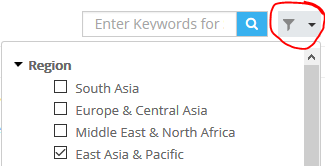 Enter Keywords for
Region
South Asia
Europe & Central Asia
Middle East & North Africa
East Asia & Pacific